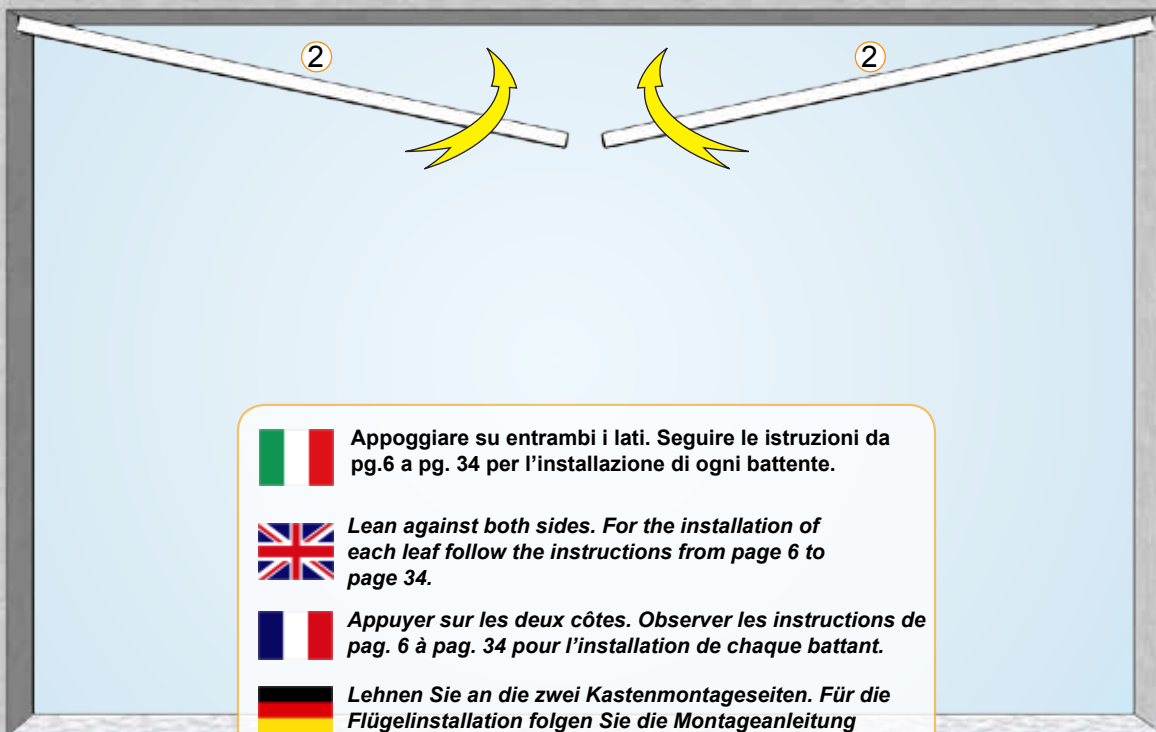 2 2
Appoggiare su entrambi i lati. Seguire le istruzioni da
pg.6 a pg. 34 per l’installazione di ogni battente.
Lean against both sides. For the installation of
each leaf follow the instructions from page 6 to
page 34.
Appuyer sur les deux côtes. Observer les instructions de
pag. 6 à pag. 34 pour l’installation de chaque battant.
Lehnen Sie an die zwei Kastenmontageseiten. Für die
Flügelinstallation folgen Sie die Montageanleitung